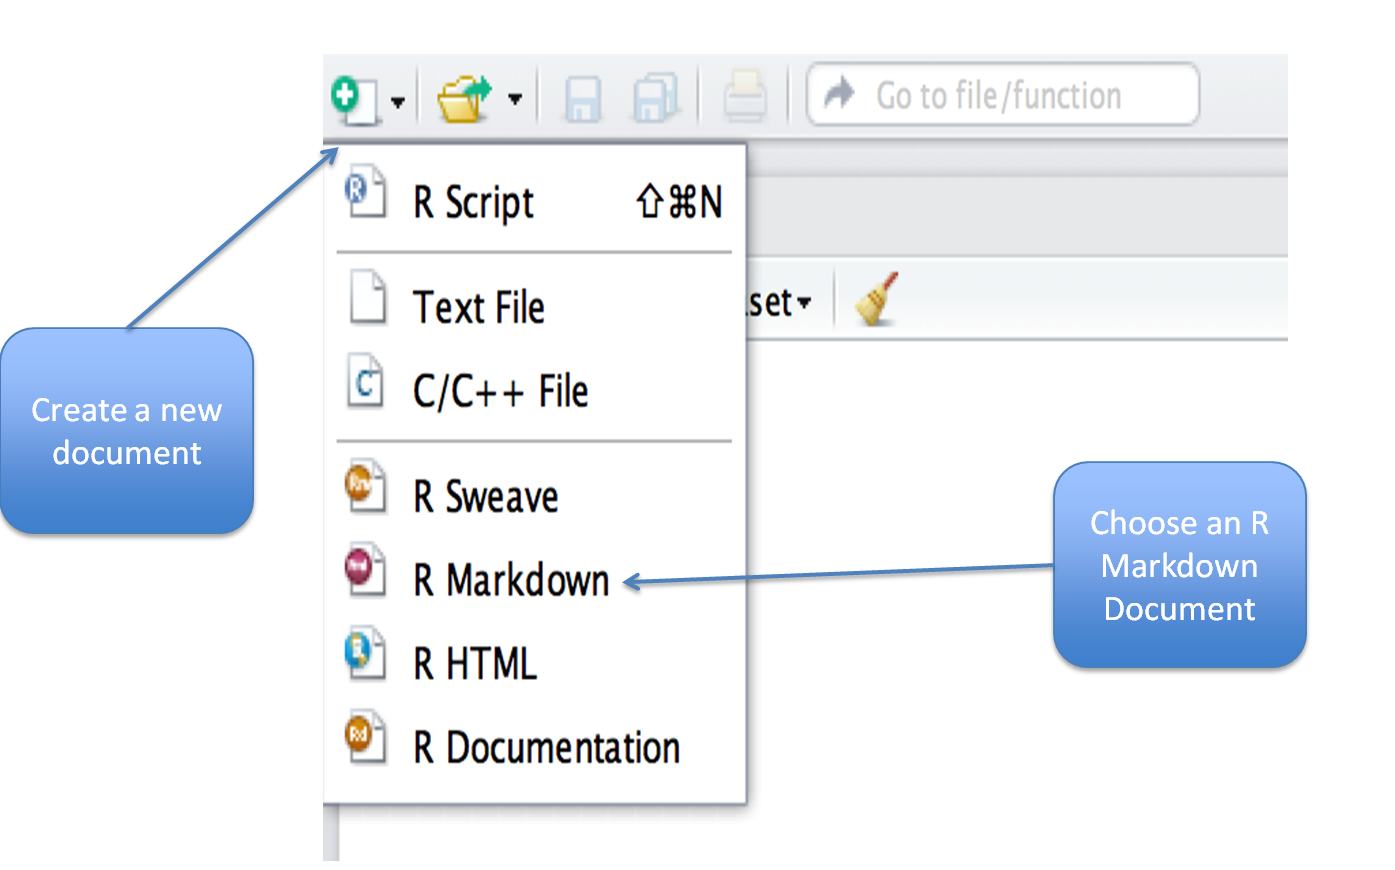 Go to file/function
R Script ⇧⌘N
set
Text File
C/C++ File
Create a new
document
R Sweave
R Markdown
R HTML
R Documentation
Choose an R
Markdown
Document